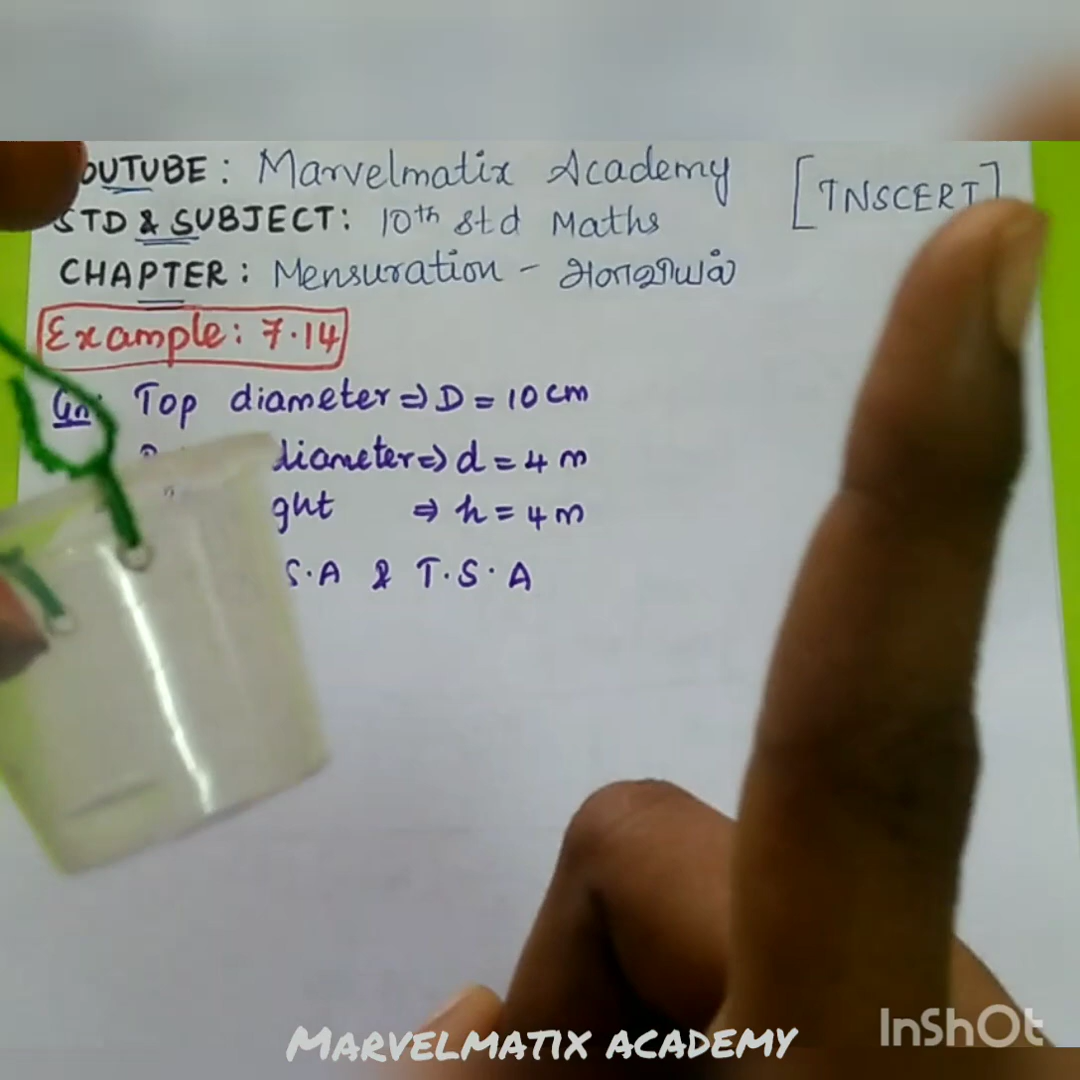 OUTUBE: Marvelmatix Academy [TNSCERT]
STD & SUBJECT: 10th std Maths
CHAPTER: Mensuration - அளவியல்
Example: 7.14
Top diameter ⇒ D = 10 cm
diameter ⇒ d = 4 m
ght ⇒ h = 4 m
S.A & T.S.A
MARVELMATIX ACADEMY
InShOt